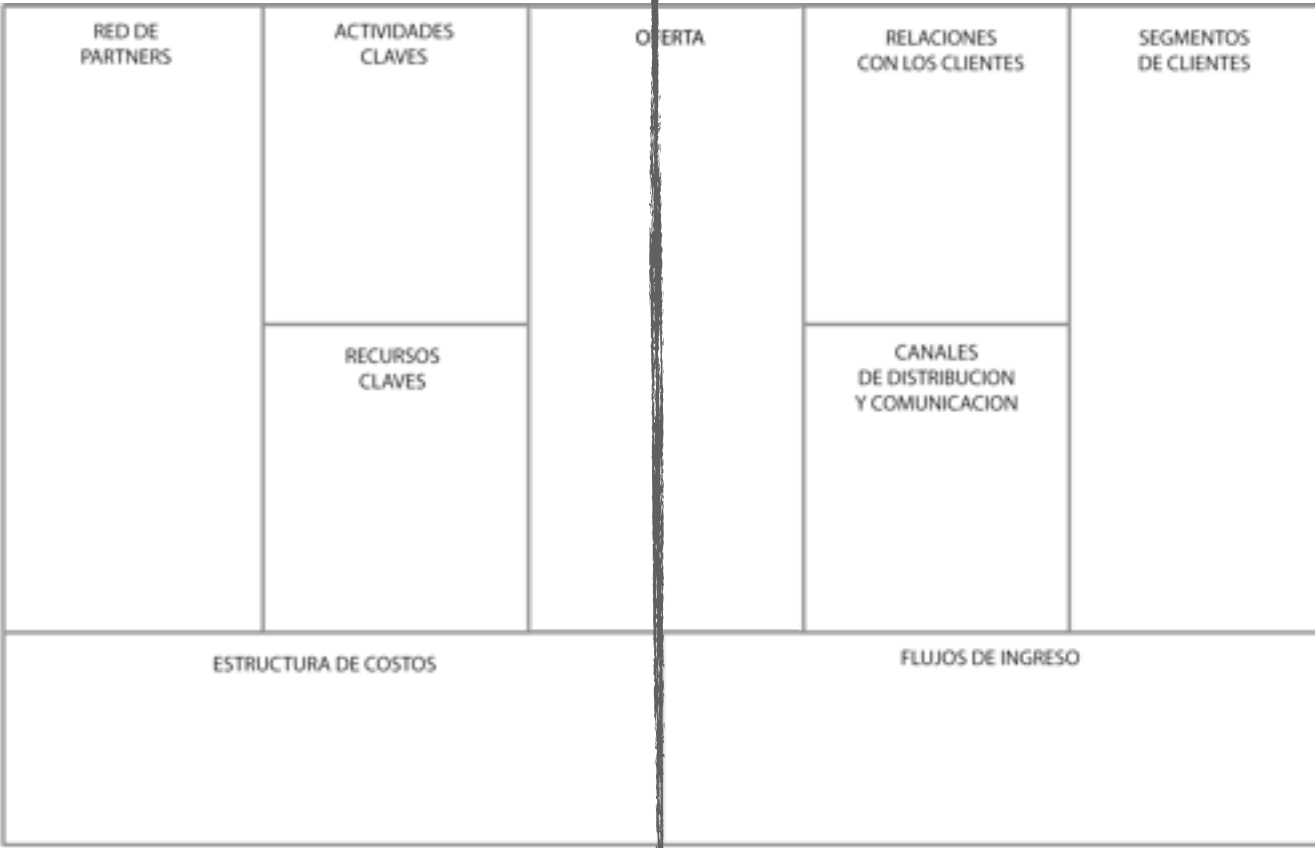 RED DE
PARTNERS
ACTIVIDADES
CLAVES
RECURSOS
CLAVES
OFERTA
RELACIONES
CON LOS CLIENTES
CANALES
DE DISTRIBUCION
Y COMUNICACION
SEGMENTOS
DE CLIENTES
ESTRUCTURA DE COSTOS
FLUJOS DE INGRESO